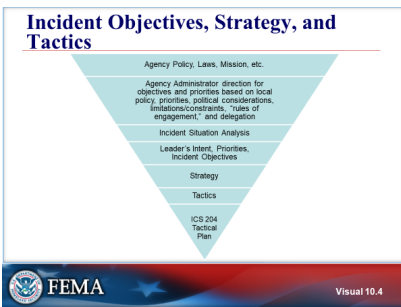 Incident Objectives, Strategy, and
Tactics
Agency Policy, Laws, Mission, etc.
Agency Administrator direction for
objectives and priorities based on local
policy, priorities, political considerations,
limitations/constraints, "rules of
engagement," and delegation
Incident Situation Analysis
Leader's Intent, Priorities,
Incident Objectives
Strategy
Tactics
ICS 204
Tactical
Plan
FEMA
Visual 10.4